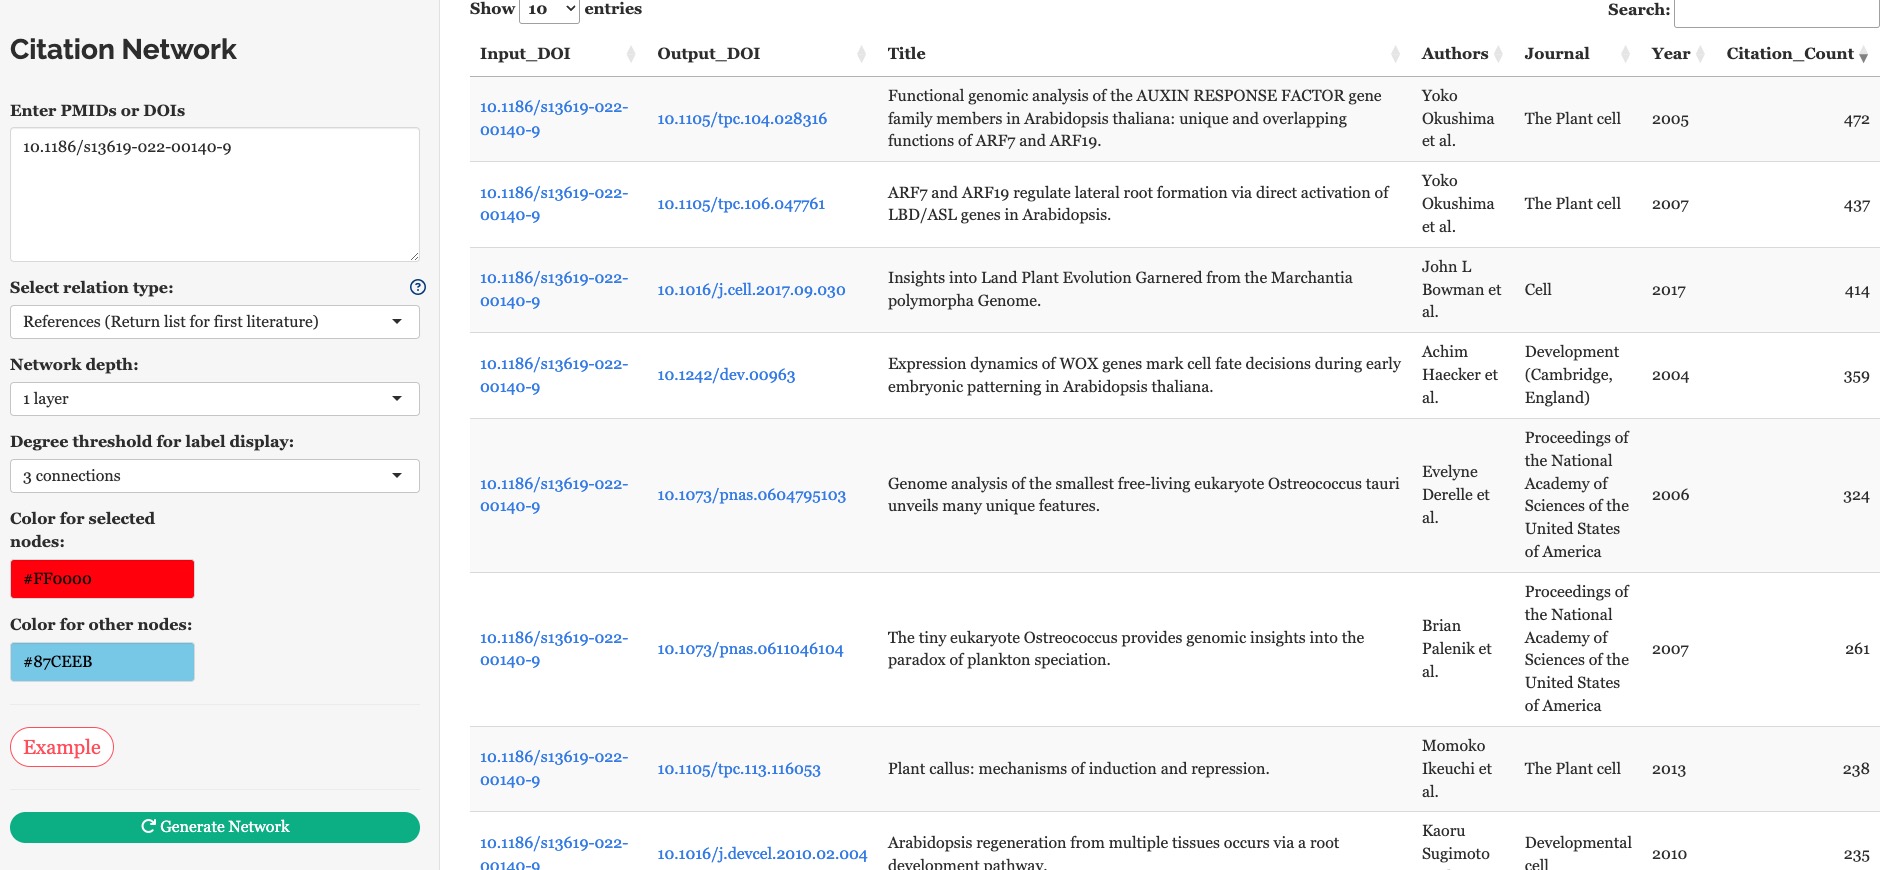 Citation Network
Enter PMIDs or DOIs
10.1186/s13619-022-00140-9
Select relation type:
?
References (Return list for first literature)
Network depth:
1 layer
Degree threshold for label display:
3 connections
Color for selected
nodes:
#FF0000
Color for other nodes:
#87CEEB
Example
Generate Network
Show 10 entries
Search:
Input_DOI Output_DOI Title Authors Journal Year Citation_Count
10.1186/s13619-022-
00140-9
10.1105/tpc.104.028316
Functional genomic analysis of the AUXIN RESPONSE FACTOR gene
family members in Arabidopsis thaliana: unique and overlapping
functions of ARF7 and ARF19.
Yoko
Okushima
et al.
The Plant cell
2005
472
10.1186/s13619-022-
00140-9
10.1105/tpc.106.047761
ARF7 and ARF19 regulate lateral root formation via direct activation of
LBD/ASL genes in Arabidopsis.
Yoko
Okushima
et al.
The Plant cell
2007
437
10.1186/s13619-022-
00140-9
10.1016/j.cell.2017.09.030
Insights into Land Plant Evolution Garnered from the Marchantia
polymorpha Genome.
John L
Bowman et
al.
Cell
2017
414
10.1186/s13619-022-
00140-9
10.1242/dev.00963
Expression dynamics of WOX genes mark cell fate decisions during early
embryonic patterning in Arabidopsis thaliana.
Achim
Haecker et
al.
Development
(Cambridge,
England)
2004
359
10.1186/s13619-022-
00140-9
10.1073/pnas.0604795103
Genome analysis of the smallest free-living eukaryote Ostreococcus tauri
unveils many unique features.
Evelyne
Derelle et
al.
Proceedings of
the National
Academy of
Sciences of the
United States
of America
2006
324
10.1186/s13619-022-
00140-9
10.1073/pnas.0611046104
The tiny eukaryote Ostreococcus provides genomic insights into the
paradox of plankton speciation.
Brian
Palenik et
al.
Proceedings of
the National
Academy of
Sciences of the
United States
of America
2007
261
10.1186/s13619-022-
00140-9
10.1105/tpc.113.116053
Plant callus: mechanisms of induction and repression.
Momoko
Ikeuchi et
al.
The Plant cell
2013
238
10.1186/s13619-022-
00140-9
10.1016/j.devcel.2010.02.004
Arabidopsis regeneration from multiple tissues occurs via a root
development pathway.
Kaoru
Sugimoto
Developmental
cell
2010
235